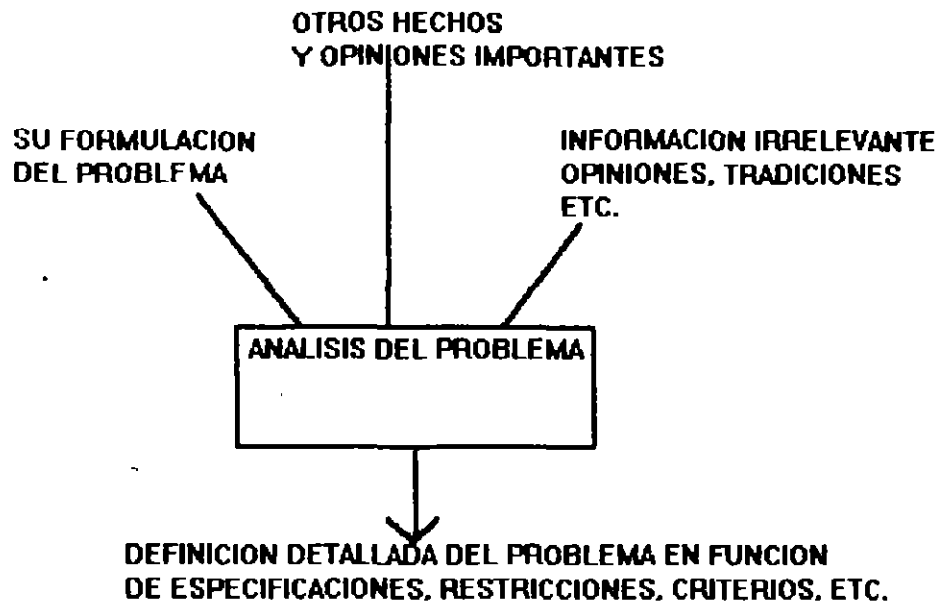 OTROS HECHOS
Y OPINIONES IMPORTANTES
SU FORMULACION
DEL PROBLEMA
INFORMACION IRRELEVANTE
OPINIONES, TRADICIONES
ETC.
ANALISIS DEL PROBLEMA
DEFINICION DETALLADA DEL PROBLEMA EN FUNCION
DE ESPECIFICACIONES, RESTRICCIONES, CRITERIOS, ETC.